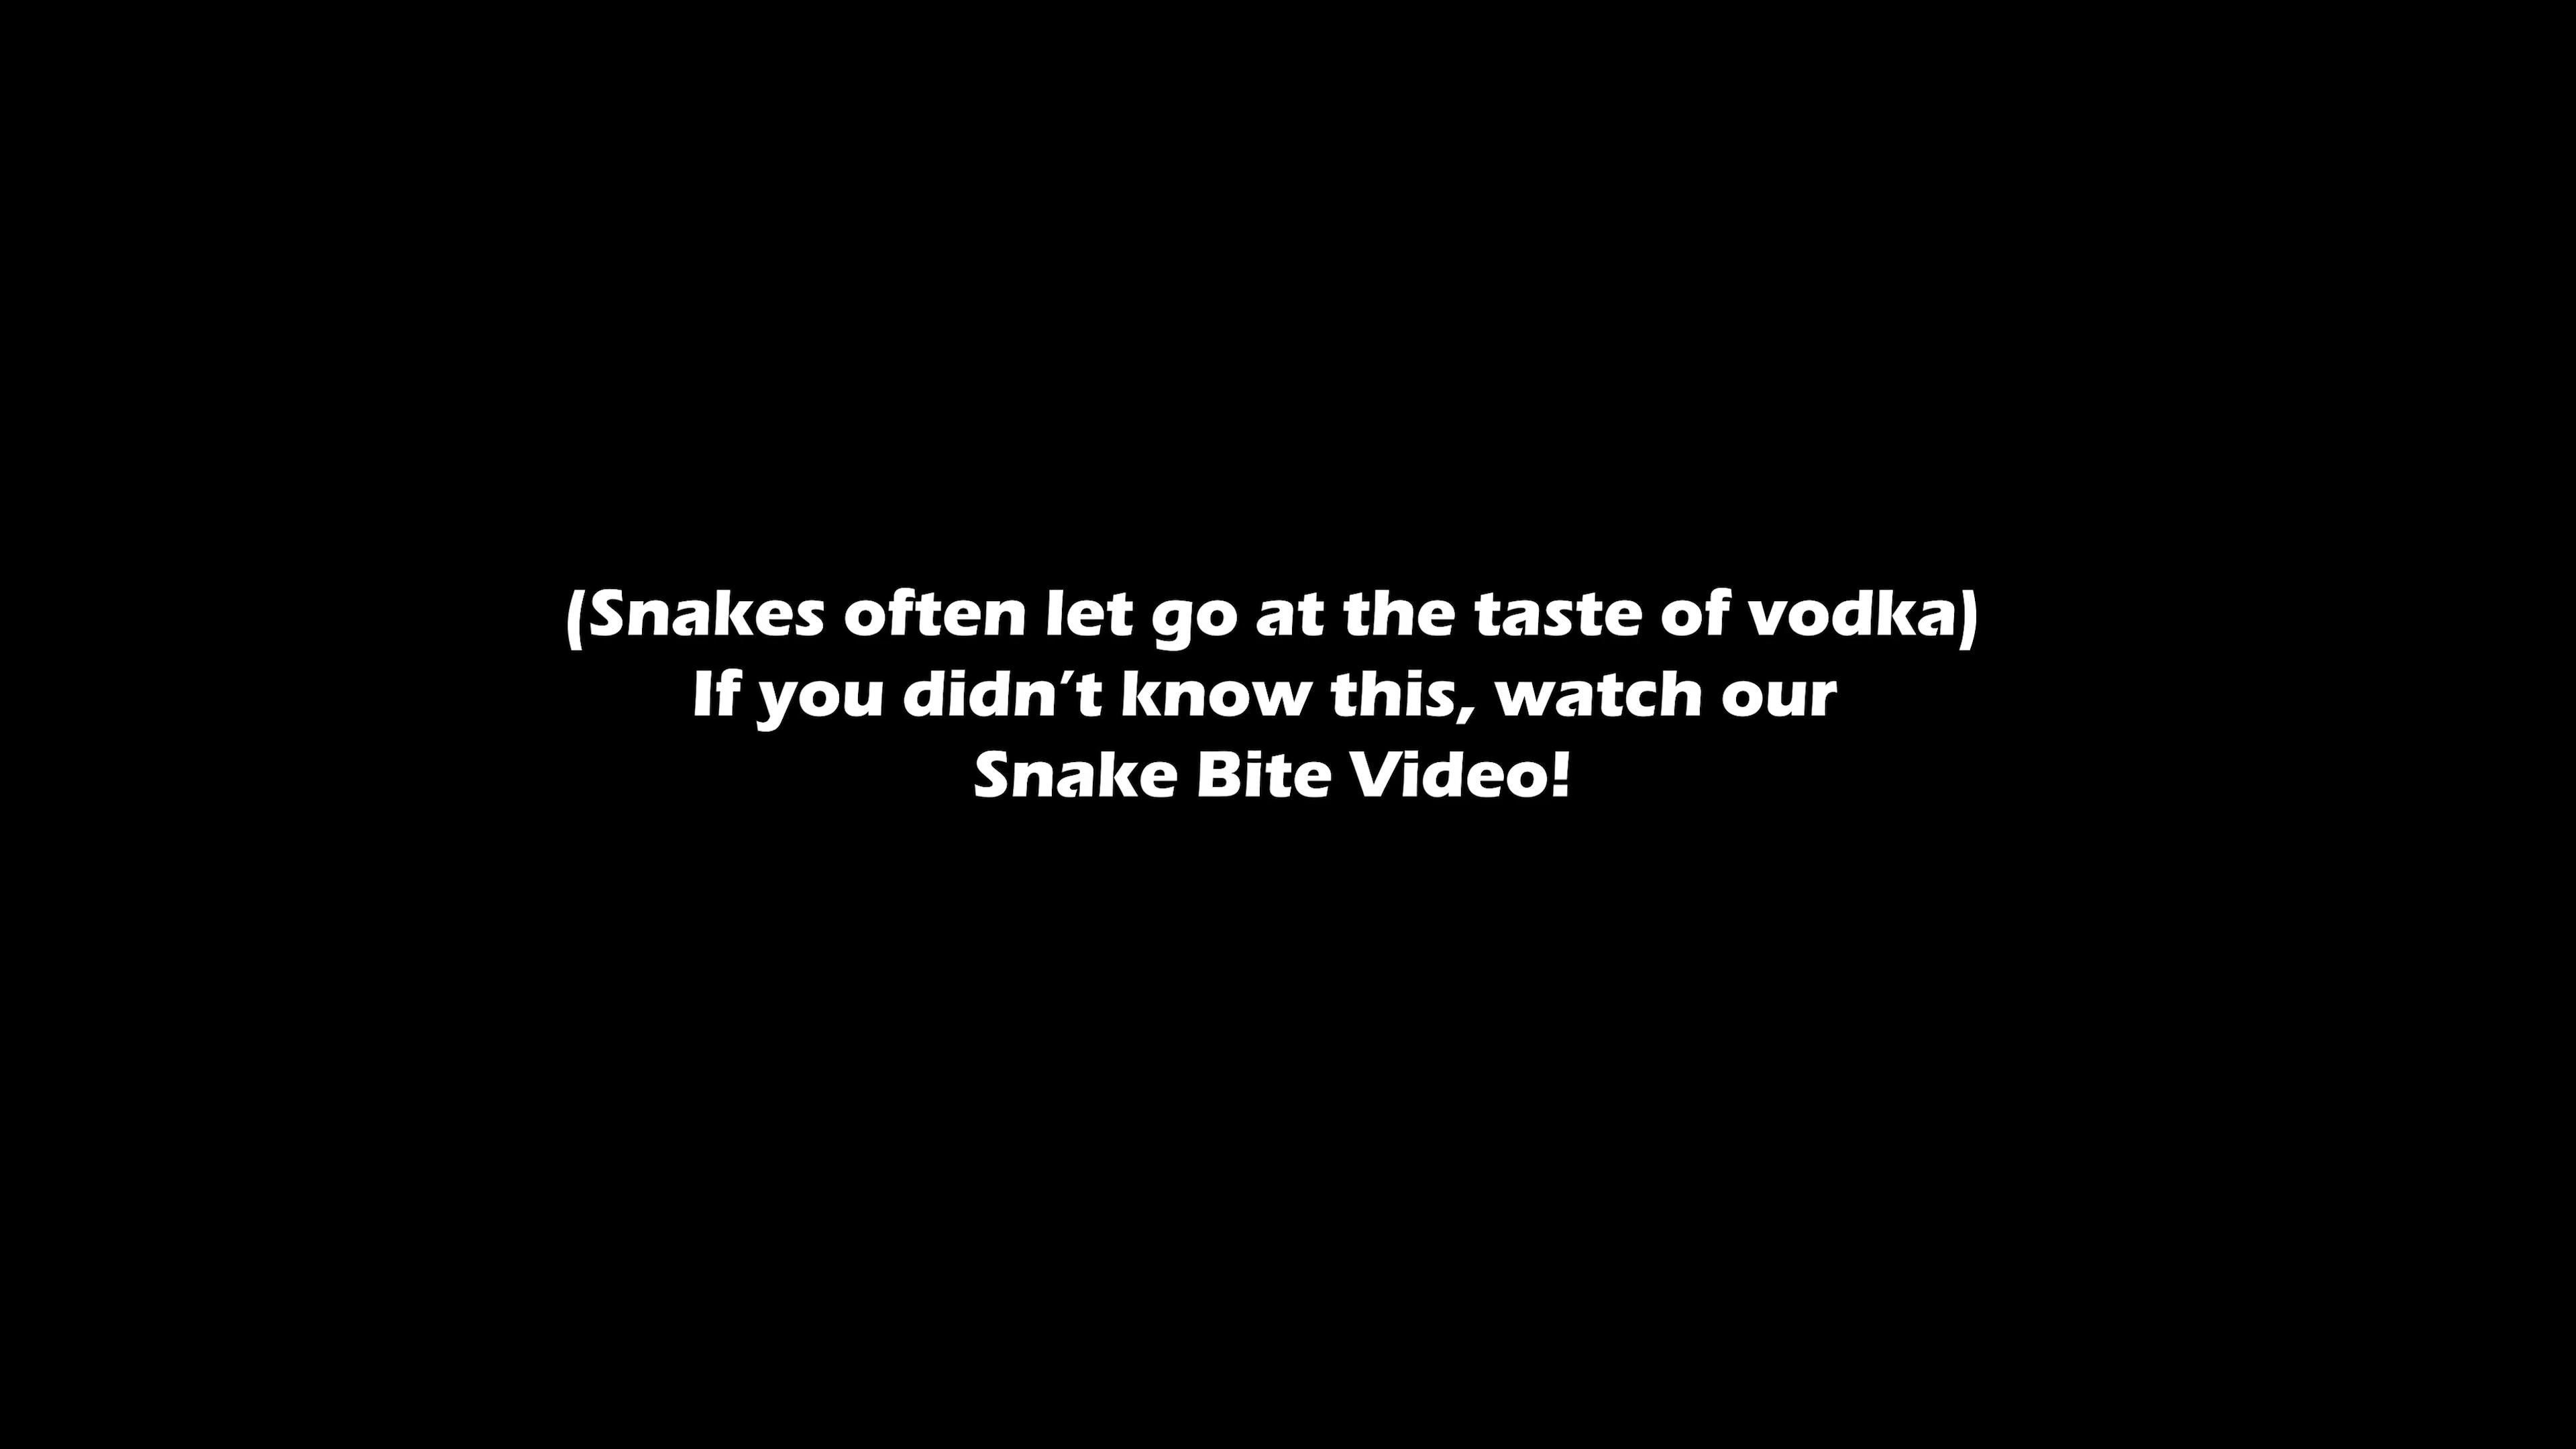 (Snakes often let go at the taste of vodka)
If you didn't know this, watch our
Snake Bite Video!